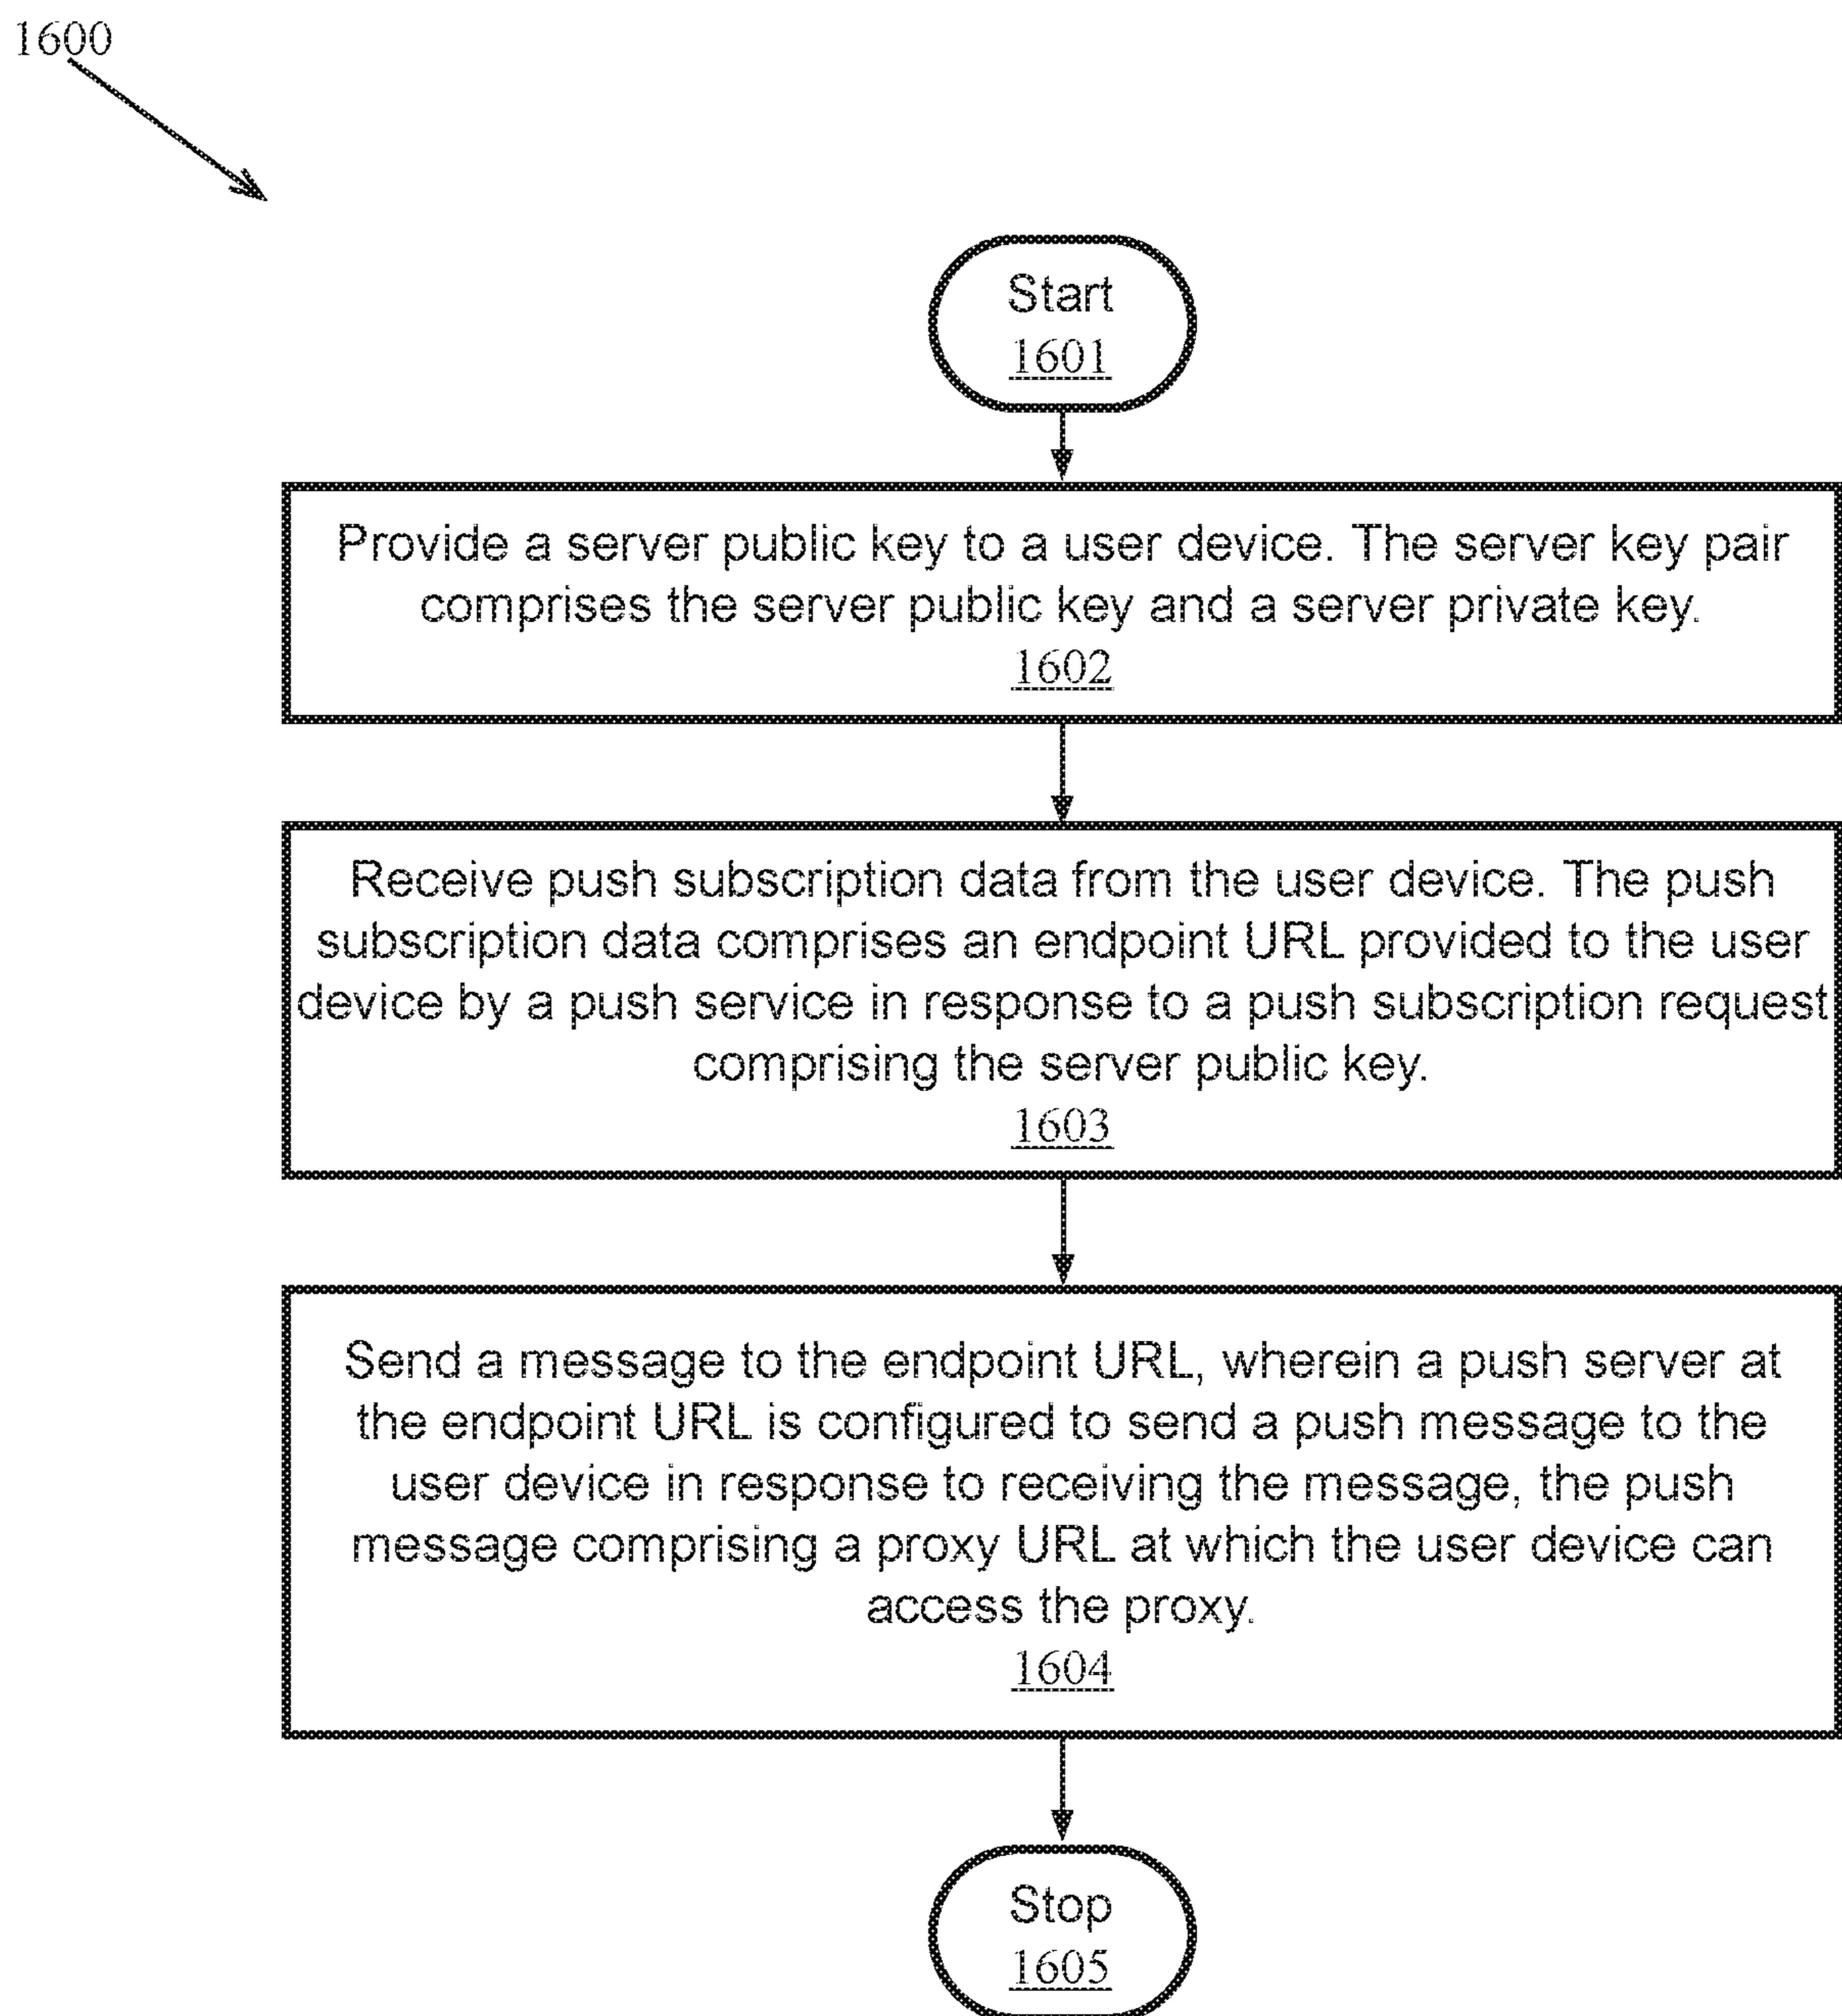 1600
Start
1601
Provide a server public key to a user device. The server key pair
comprises the server public key and a server private key.
1602
Receive push subscription data from the user device. The push
subscription data comprises an endpoint URL provided to the user
device by a push service in response to a push subscription request
comprising the server public key.
1603
Send a message to the endpoint URL, wherein a push server at
the endpoint URL is configured to send a push message to the
user device in response to receiving the message, the push
message comprising a proxy URL at which the user device can
access the proxy.
1604
Stop
1605